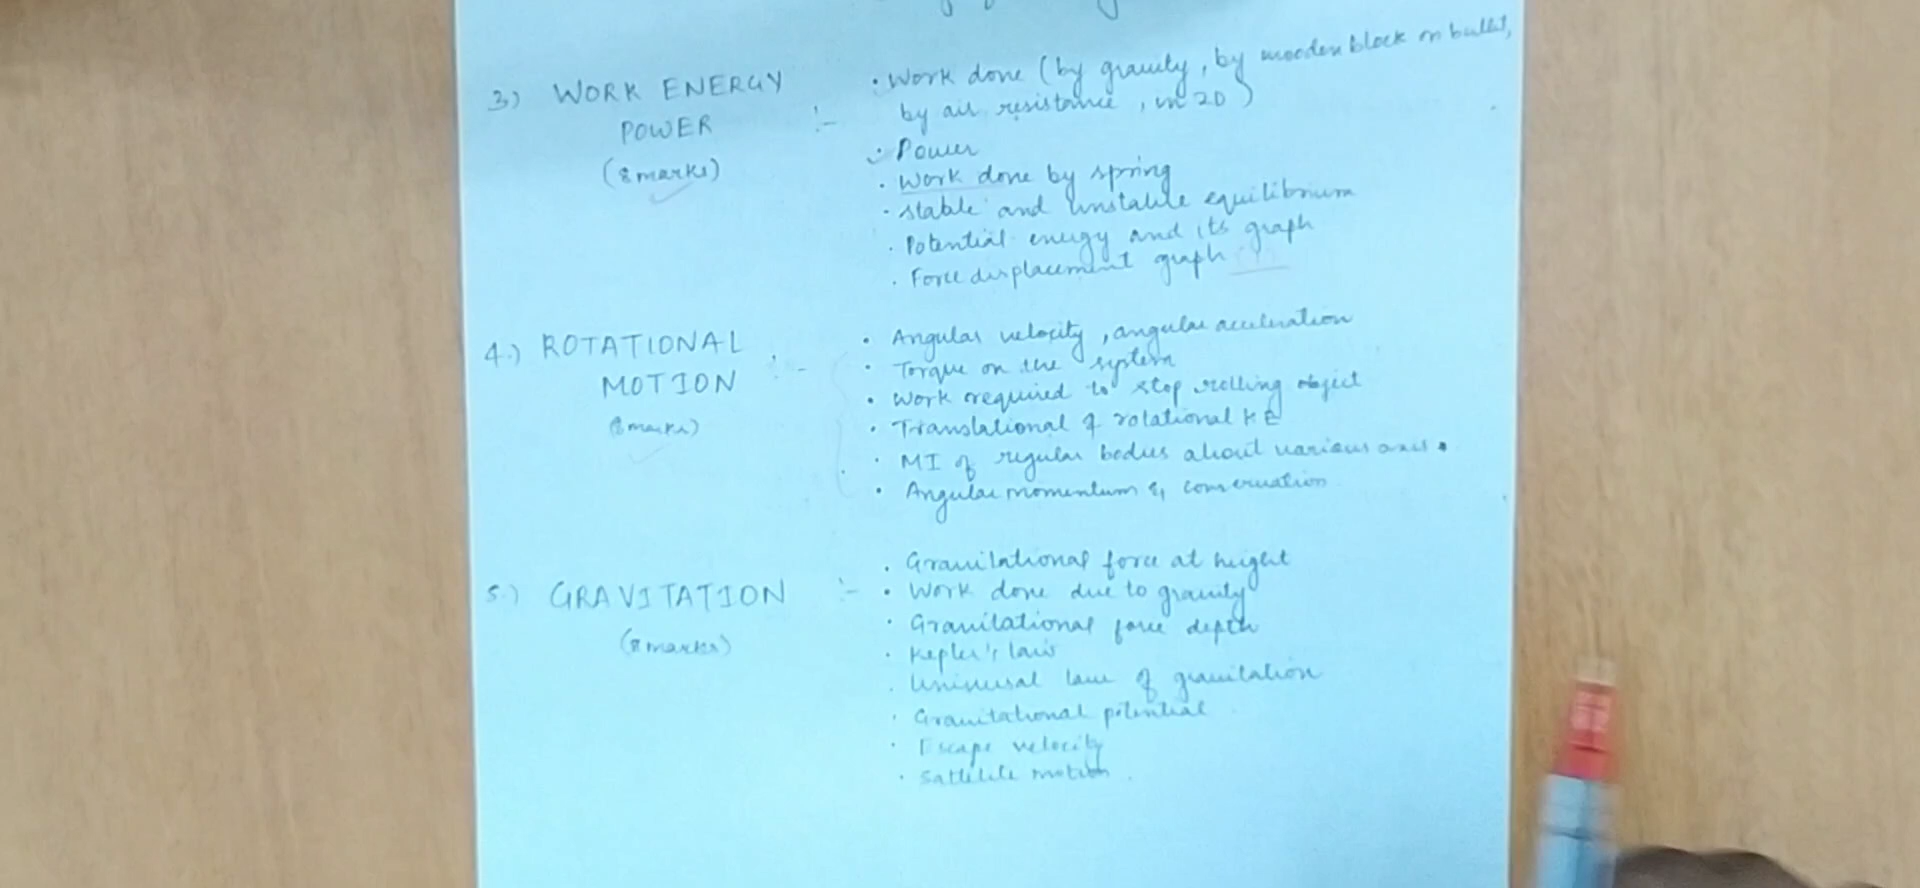 3) WORK ENERGY
POWER :-
(8 marks)
• Work done (by gravity, by wooden block on bullet,
by air resistance, in 2D)
• Power
• Work done by spring
• stable and unstable equilibrium
• Potential energy and its graph
• Force displacement graph
4.) ROTATIONAL
MOTION :-
(8 marks)
• Angular velocity, angular acceleration
• Torque on the system
• Work required to stop rolling object
• Translational & rotational KE
• MI of regular bodies about various axis.
• Angular momentum & conservation
5.) GRAVITATION :-
(8 marks)
• Gravitational force at height
• Work done due to gravity
• Gravitational force depth
• Kepler's law
• Universal law of gravitation
• Gravitational potential
• Escape velocity
• Sattelite motion.